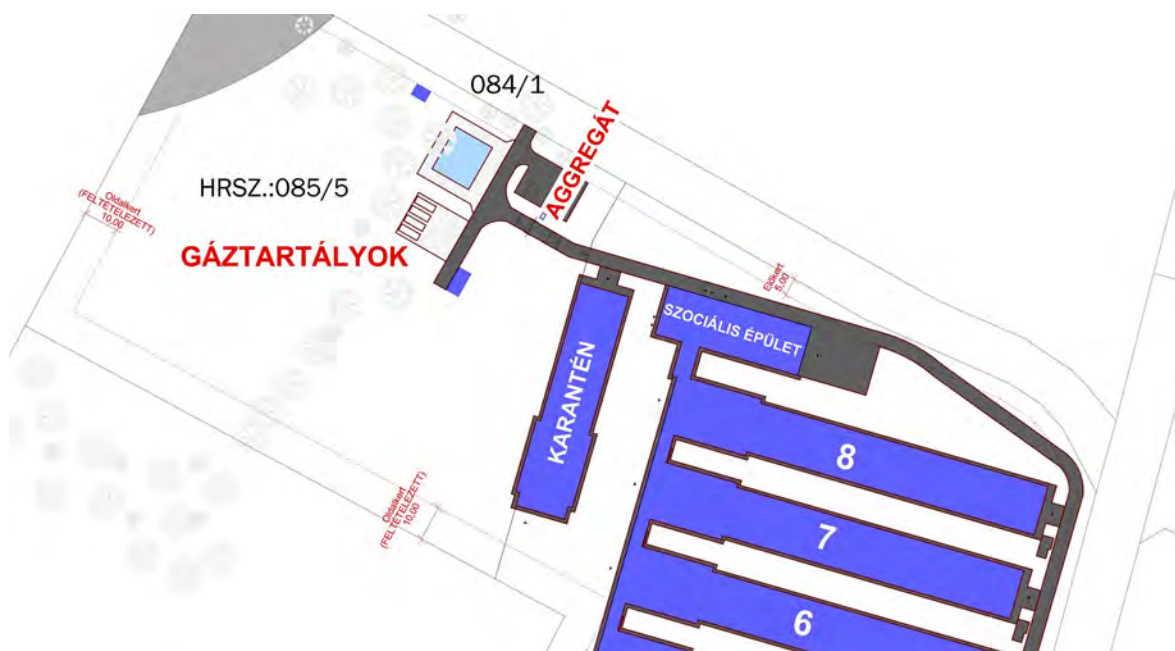 084/1
AGGREGÁT
HRSZ.:085/5
Oldalkert
(FELTÉTELEZETT)
10,00
GÁZTARTÁLYOK
Előkert
5,00
SZOCIÁLIS ÉPÜLET
KARANTÉN
8
Oldalkert
(FELTÉTELEZETT)
10,00
7
6